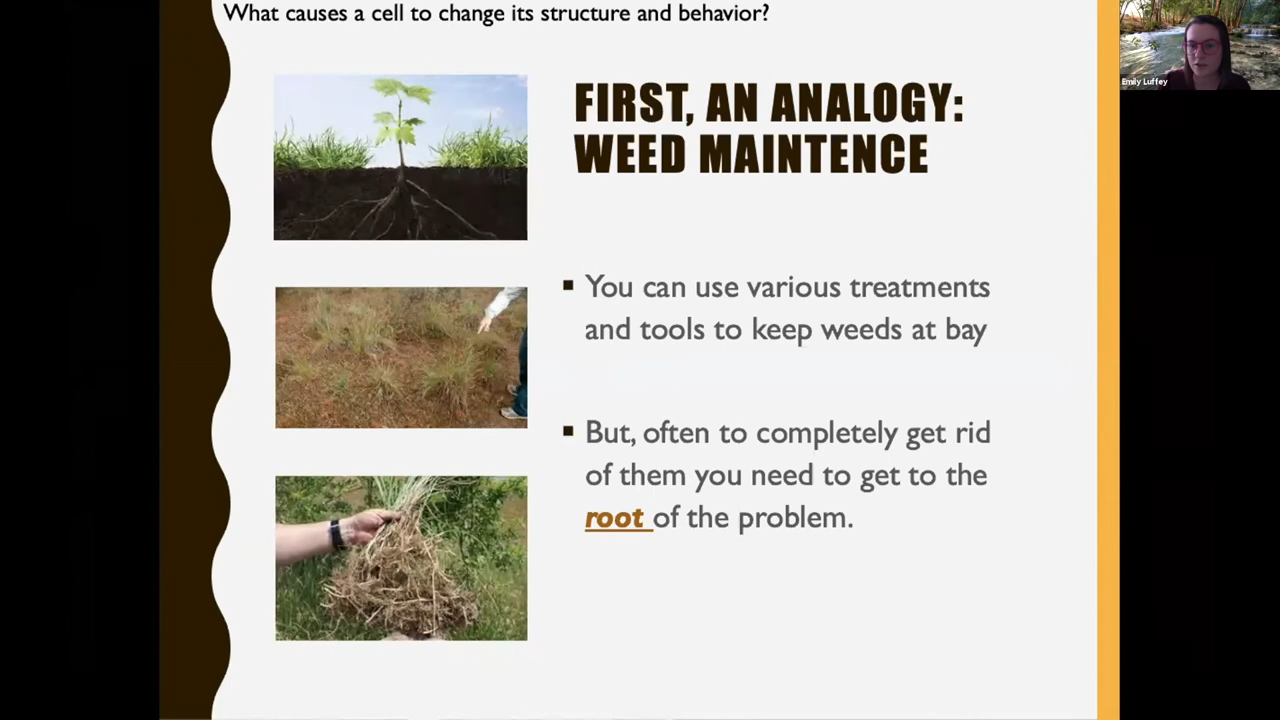 What causes a cell to change its structure and behavior?
FIRST, AN ANALOGY:
WEED MAINTENCE
▪ You can use various treatments
and tools to keep weeds at bay
▪ But, often to completely get rid
of them you need to get to the
root of the problem.
Emily Luffey